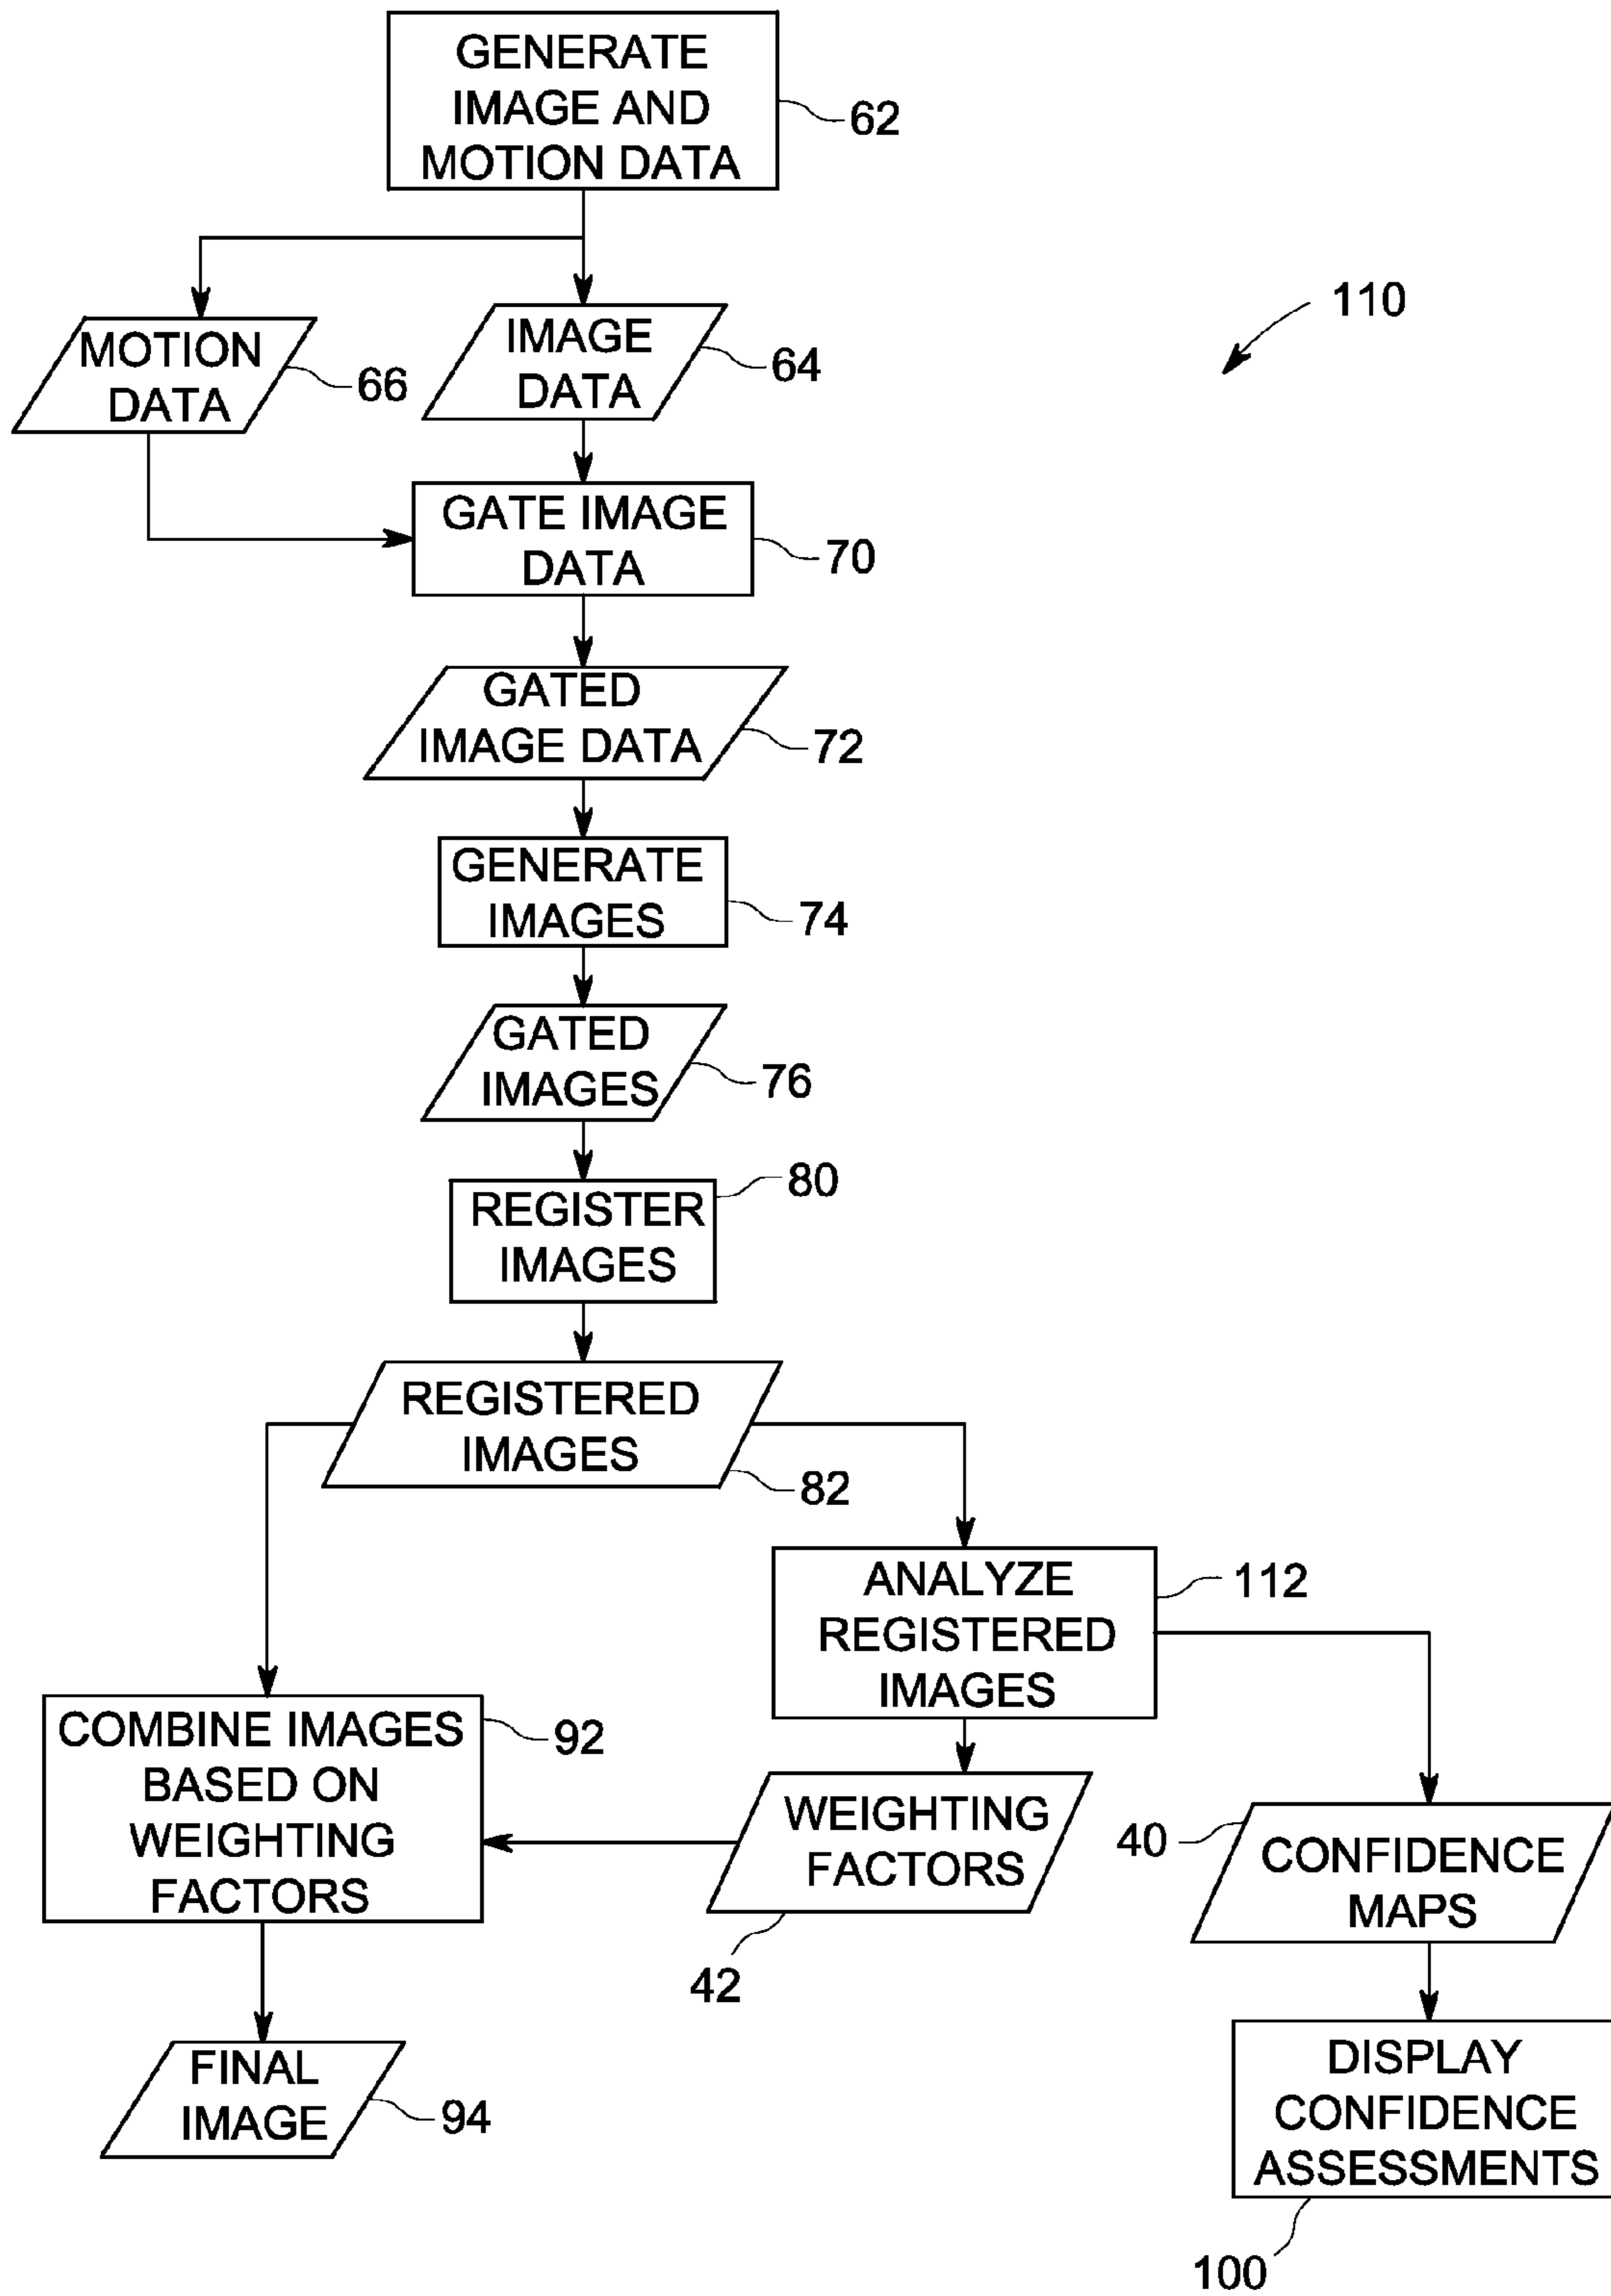 GENERATE
IMAGE AND
MOTION DATA
62
110
MOTION
DATA
66
IMAGE
DATA
64
GATE IMAGE
DATA
70
GATED
IMAGE DATA
72
GENERATE
IMAGES
74
GATED
IMAGES
76
80
REGISTER
IMAGES
REGISTERED
IMAGES
82
ANALYZE
REGISTERED
IMAGES
112
COMBINE IMAGES
BASED ON
WEIGHTING
FACTORS
92
WEIGHTING
FACTORS
42
40
CONFIDENCE
MAPS
FINAL
IMAGE
94
DISPLAY
CONFIDENCE
ASSESSMENTS
100